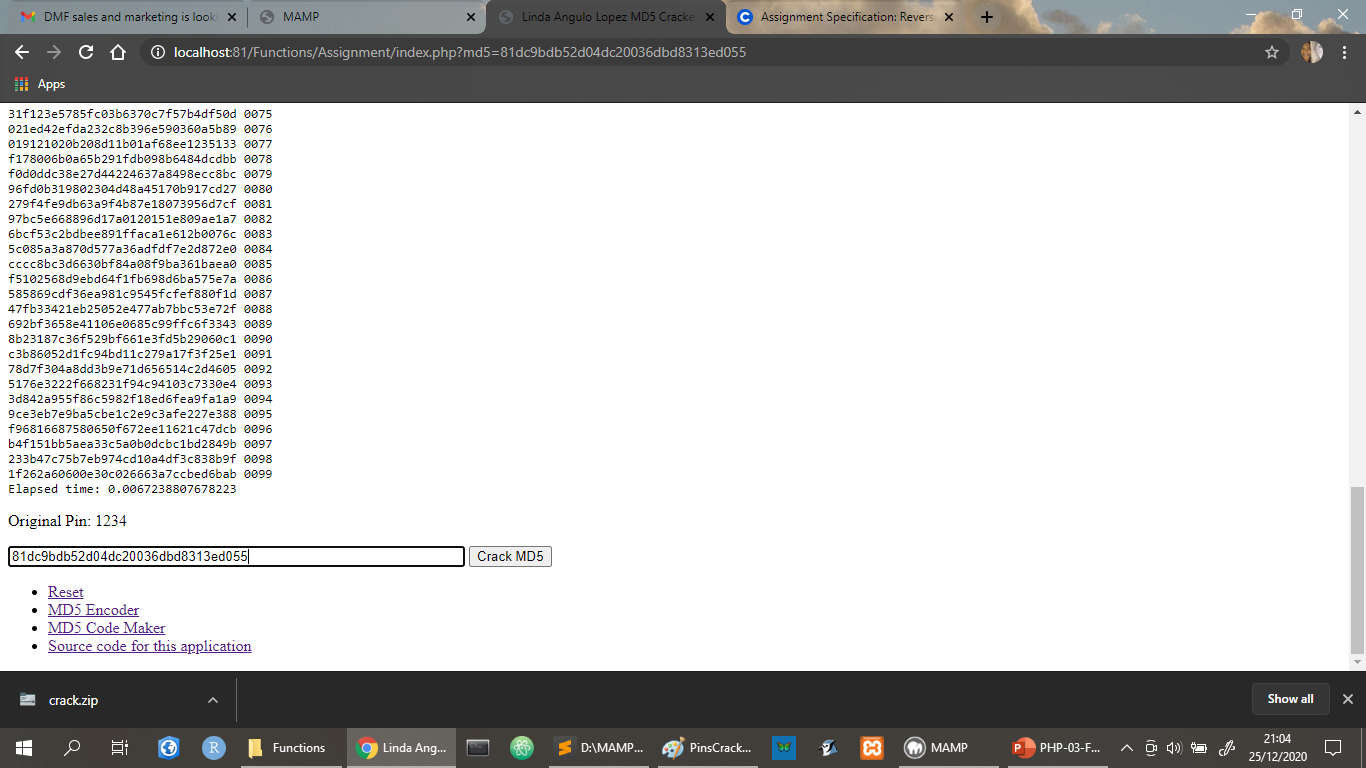 DMF sales and marketing is looki
MAMP
Linda Angulo Lopez MD5 Cracke
Assignment Specification: Revers
localhost:81/Functions/Assignment/index.php?md5=81dc9bdb52d04dc20036dbd8313ed055
Apps
31f123e5785fc03b6370c7f57b4df50d 0075
021ed42efda232c8b396e590360a5b89 0076
019121020b208d11b01af68ee1235133 0077
f178006b0a65b291fdb098b6484dcdbb 0078
f0d0ddc38e27d44224637a8498ecc8bc 0079
96fd0b319802304d48a45170b917cd27 0080
279f4fe9db63a9f4b87e18073956d7cf 0081
97bc5e668896d17a0120151e809ae1a7 0082
6bcf53c2bdbee891ffaca1e612b0076c 0083
5c085a3a870d577a36adfdf7e2d872e0 0084
cccc8bc3d6630bf84a08f9ba361baea0 0085
f5102568d9ebd64f1fb698d6ba575e7a 0086
585869cdf36ea981c9545fcfef880f1d 0087
47fb33421eb25052e477ab7bbc53e72f 0088
692bf3658e41106e0685c99ffc6f3343 0089
8b23187c36f529bf661e3fd5b29060c1 0090
c3b86052d1fc94bd11c279a17f3f25e1 0091
78d7f304a8dd3b9e71d656514c2d4605 0092
5176e3222f668231f94c94103c7330e4 0093
3d842a955f86c5982f18ed6fea9fa1a9 0094
9ce3eb7e9ba5cbe1c2e9c3afe227e388 0095
f96816687580650f672ee11621c47dcb 0096
b4f151bb5aea33c5a0b0dcbc1bd2849b 0097
233b47c75b7eb974cd10a4df3c838b9f 0098
1f262a60600e30c026663a7ccbed6bab 0099
Elapsed time: 0.0067238807678223
Original Pin: 1234
81dc9bdb52d04dc20036dbd8313ed055 Crack MD5
Reset
MD5 Encoder
MD5 Code Maker
Source code for this application
crack.zip
Show all
Functions
Linda Ang...
D:\MAMP...
PinsCrack...
MAMP
PHP-03-F...
21:04
25/12/2020